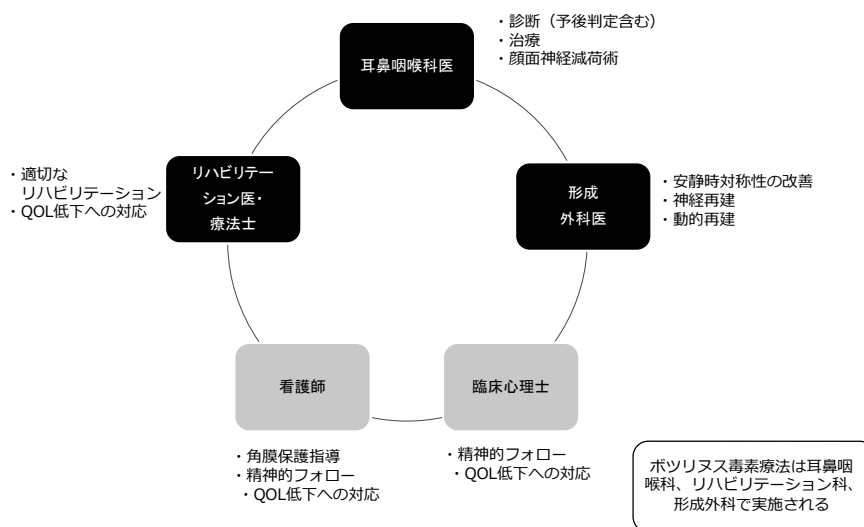 ・診断（予後判定含む）
・治療
・顔面神経減荷術
耳鼻咽喉科医
・適切な
リハビリテーション
・QOL低下への対応
リハビリテー
ション医・
療法士
形成
外科医
・安静時対称性の改善
・神経再建
・動的再建
看護師
臨床心理士
・角膜保護指導
・精神的フォロー
・QOL低下への対応
・精神的フォロー
・QOL低下への対応
ボツリヌス毒素療法は耳鼻咽
喉科、リハビリテーション科、
形成外科で実施される